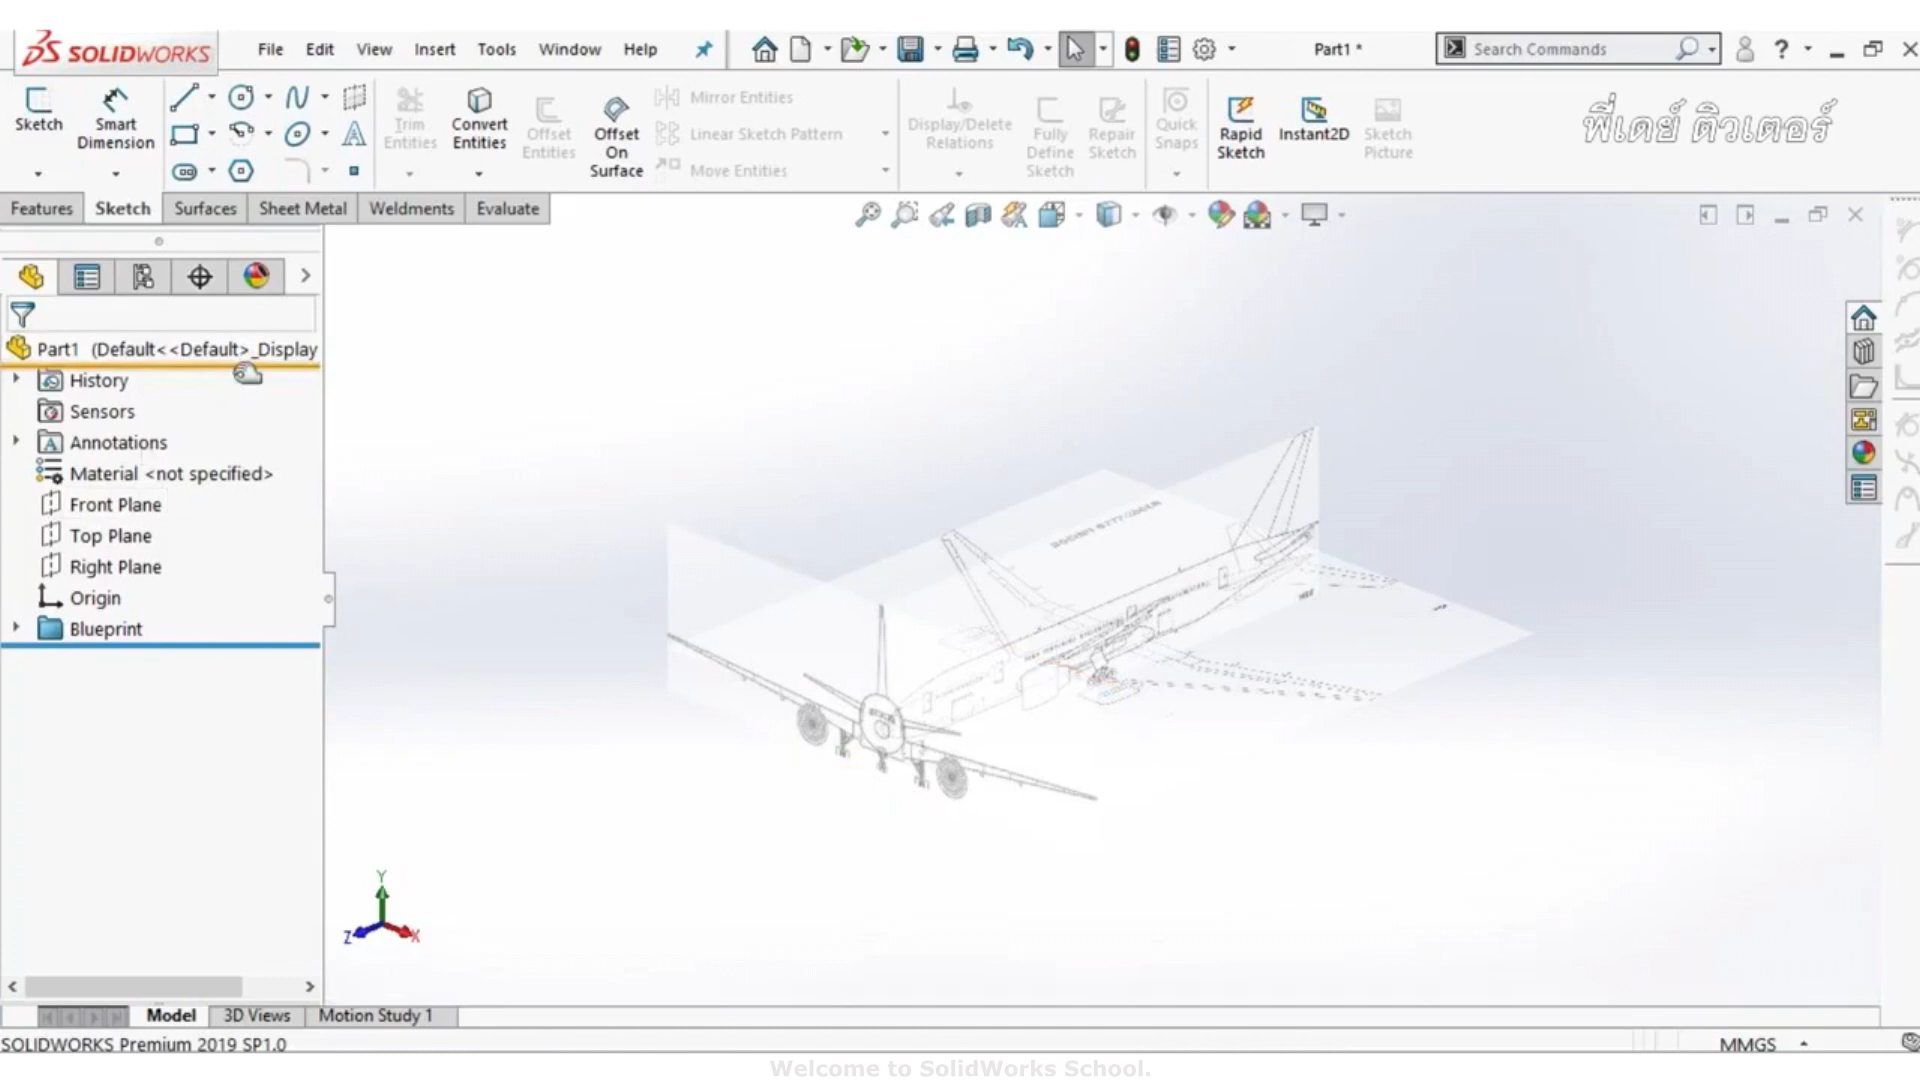 SOLIDWORKS
File Edit View Insert Tools Window Help
Part1 *
Search Commands
?
Sketch
Smart Dimension
Trim Entities
Convert Entities
Offset Entities
Offset On Surface
Mirror Entities
Linear Sketch Pattern
Move Entities
Display/Delete Relations
Fully Define Sketch
Repair Sketch
Quick Snaps
Rapid Sketch
Instant2D
Sketch Picture
พี่เดย์ ติวเตอร์
Features Sketch Surfaces Sheet Metal Weldments Evaluate
Part1 (Default<<Default>_Display
History
Sensors
Annotations
Material <not specified>
Front Plane
Top Plane
Right Plane
Origin
Blueprint
Y
Z X
Model 3D Views Motion Study 1
SOLIDWORKS Premium 2019 SP1.0
MMGS
Welcome to SolidWorks School.